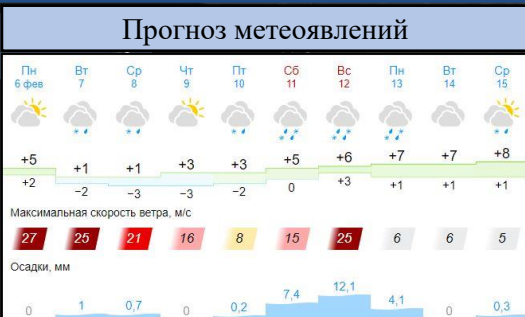 Прогноз метеоявлений
Пн Вт Ср Чт Пт Сб Вс Пн Вт Ср
6 фев 7 8 9 10 11 12 13 14 15
+5 +1 +1 +3 +3 +5 +6 +7 +7 +8
+2 −2 −3 −3 −2 0 +3 +1 +1 +1
Максимальная скорость ветра, м/с
27 25 21 16 8 15 25 6 6 5
Осадки, мм
0 1 0,7 0 0,2 7,4 12,1 4,1 0 0,3